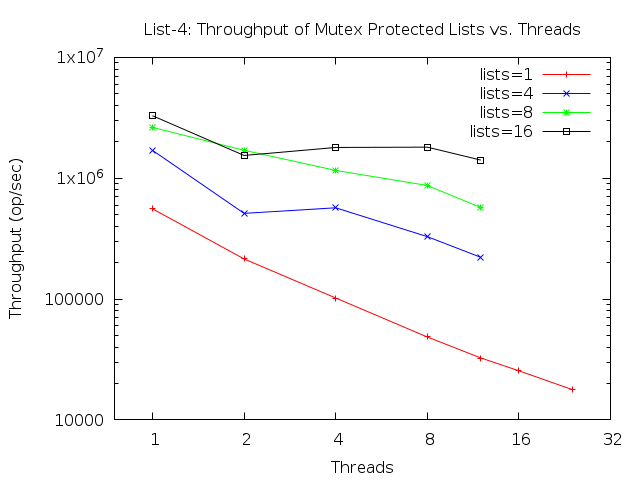 List-4: Throughput of Mutex Protected Lists vs. Threads
1x10^7
lists=1
lists=4
lists=8
lists=16
1x10^6
Throughput (op/sec)
100000
10000
1 2 4 8 16 32
Threads